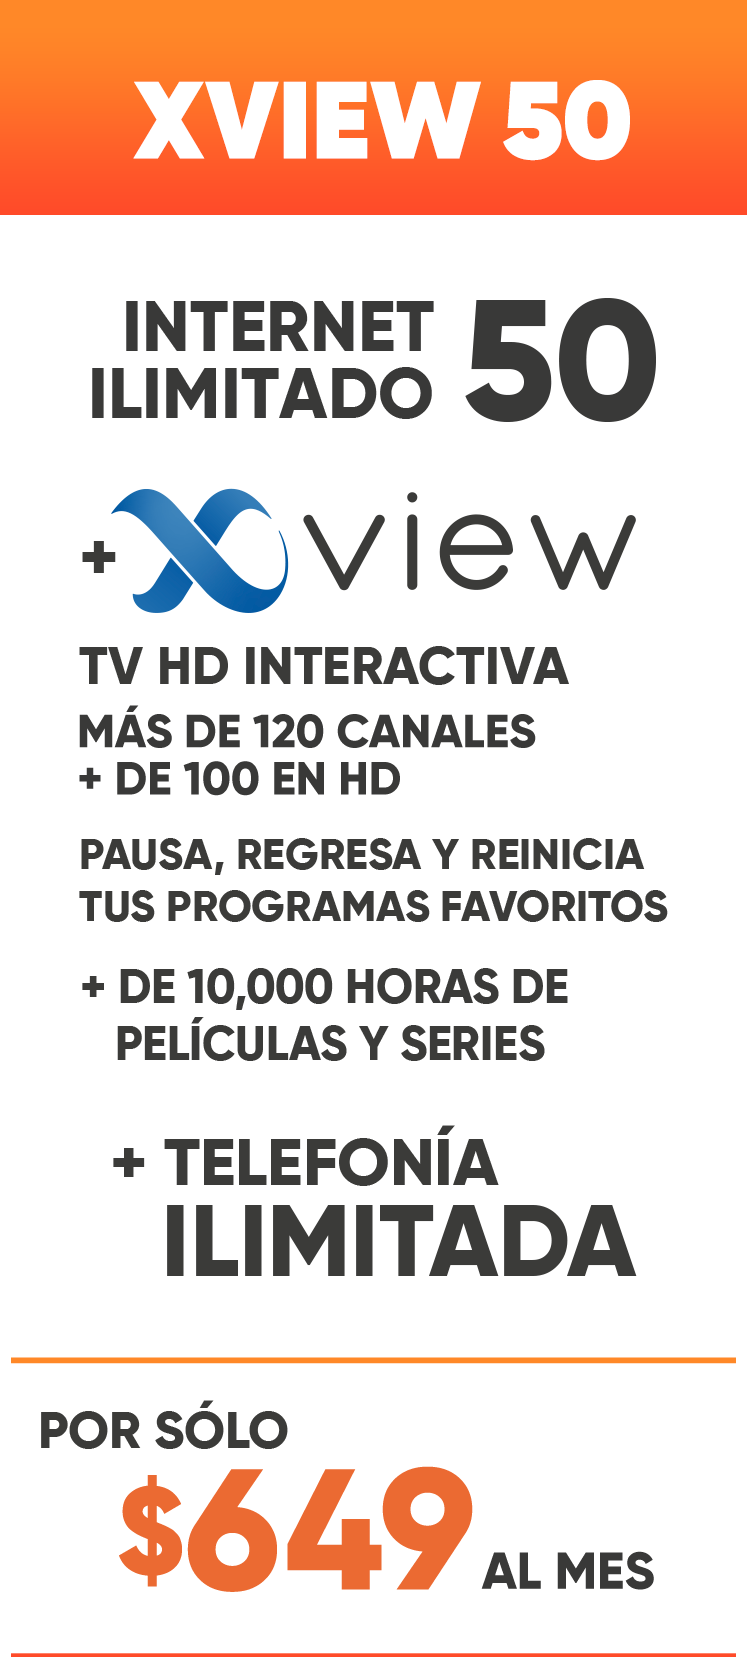 XVIEW 50
INTERNET
ILIMITADO 50
+ Xview
TV HD INTERACTIVA
MÁS DE 120 CANALES
+ DE 100 EN HD
PAUSA, REGRESA Y REINICIA
TUS PROGRAMAS FAVORITOS
+ DE 10,000 HORAS DE
PELÍCULAS Y SERIES
+ TELEFONÍA
ILIMITADA
POR SÓLO
$649 AL MES